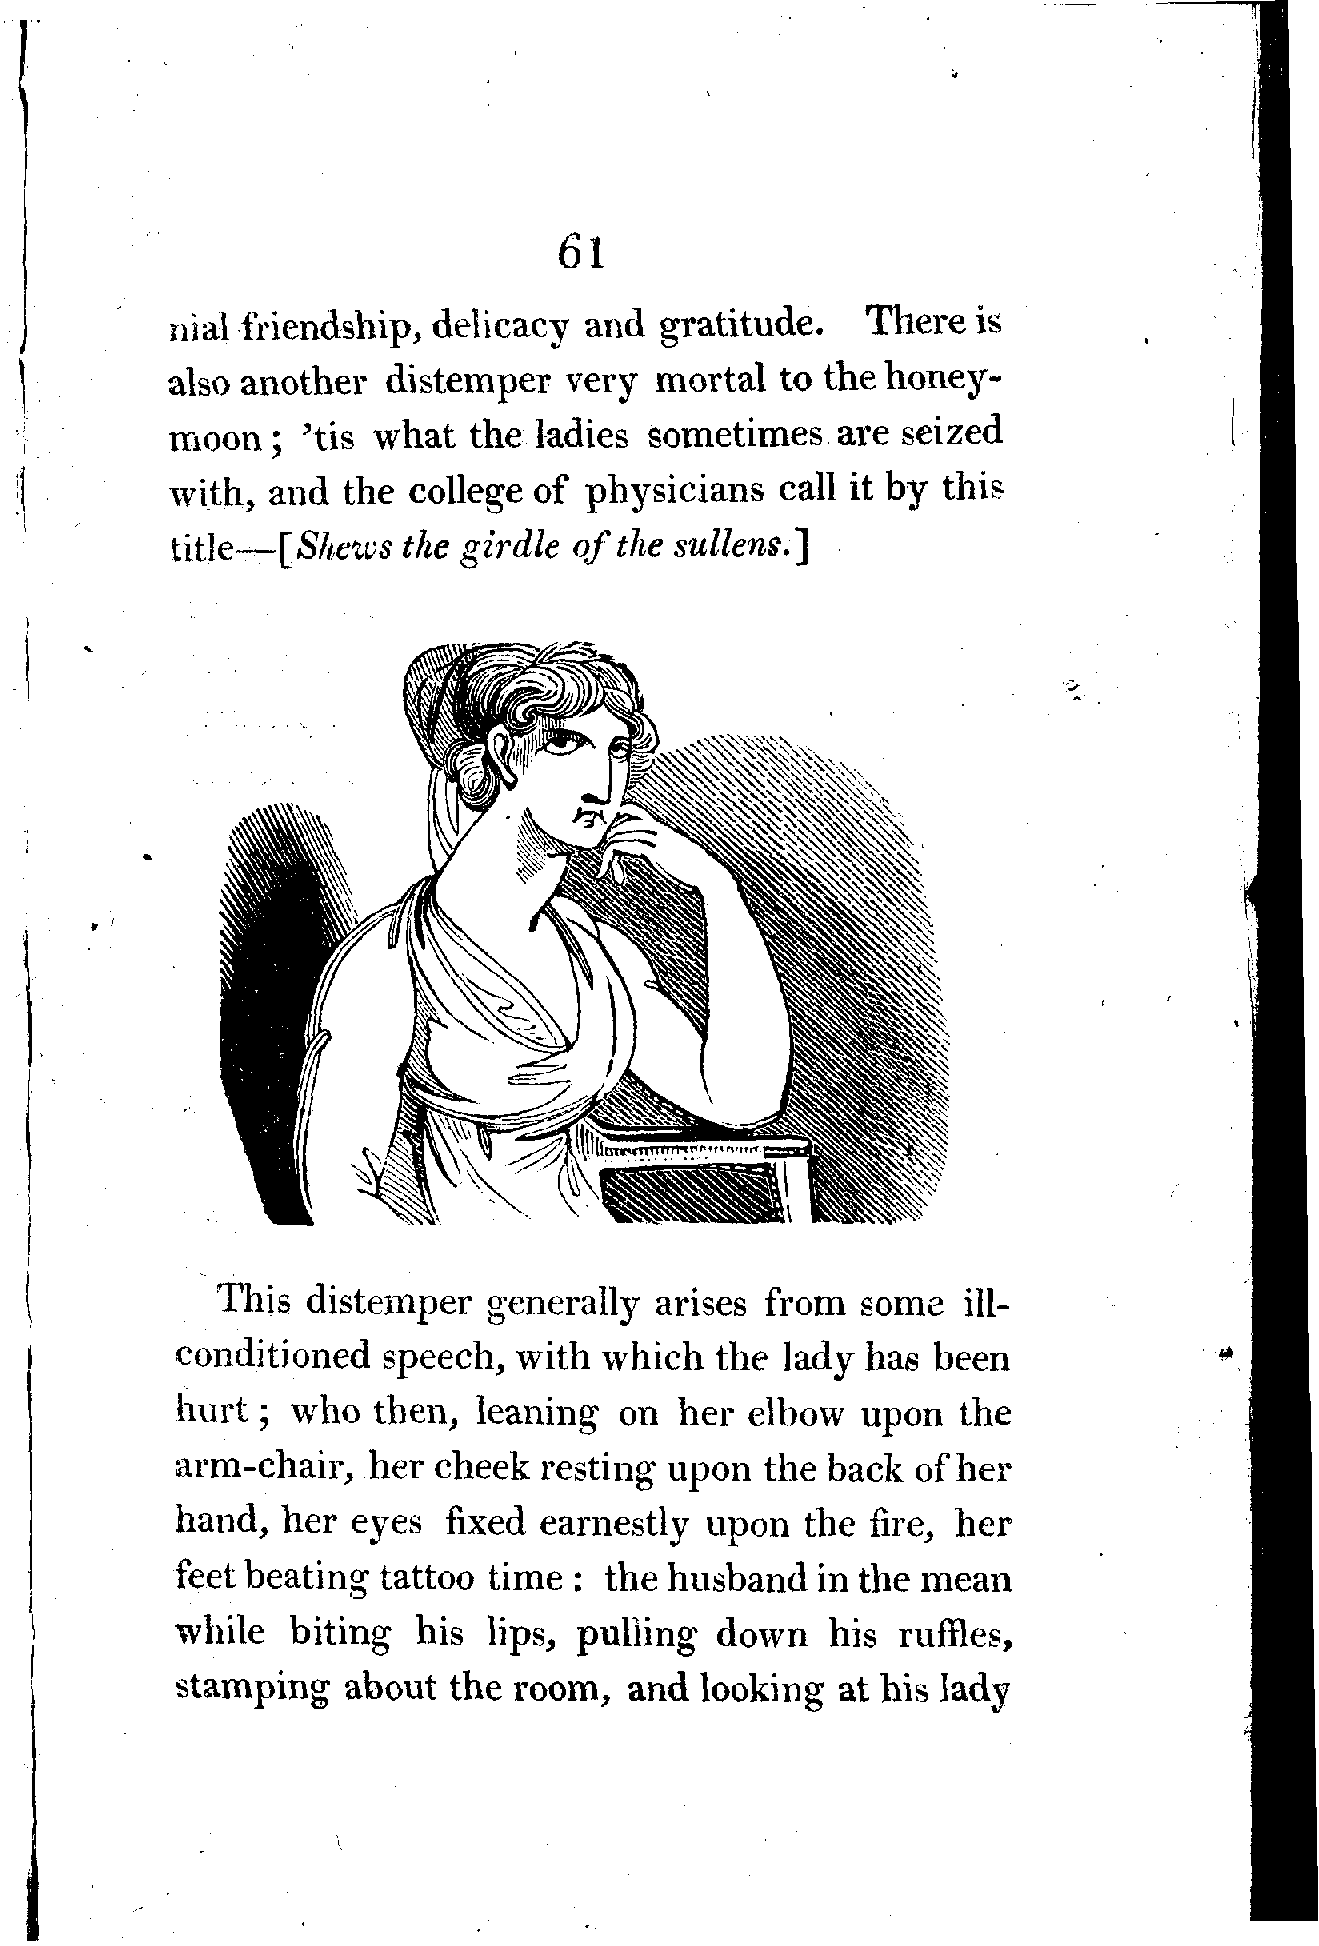 61
nial friendship, delicacy and gratitude. There is
also another distemper very mortal to the honey-
moon; 'tis what the ladies sometimes are seized
with, and the college of physicians call it by this
title—[Shews the girdle of the sullens.]
This distemper generally arises from some ill-
conditioned speech, with which the lady has been
hurt; who then, leaning on her elbow upon the
arm-chair, her cheek resting upon the back of her
hand, her eyes fixed earnestly upon the fire, her
feet beating tattoo time: the husband in the mean
while biting his lips, pulling down his ruffles,
stamping about the room, and looking at his lady